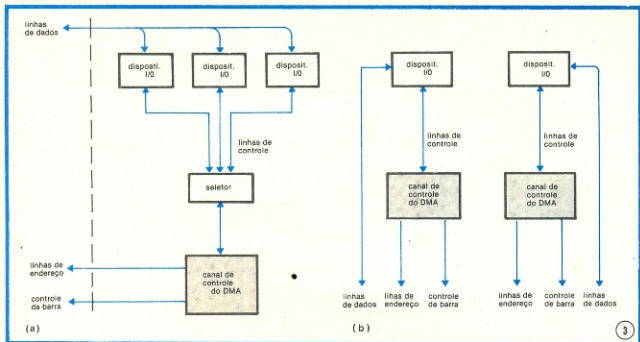 linhas
de dados
dispositi.
I/0
disposit.
I/0
disposit.
I/0
linhas de
controle
seletor
canal de
controle
do DMA
linhas de
endereço
controle
da barra
(a)
disposit.
I/0
linhas de
controle
canal de
controle
do DMA
linhas
de dados
lihas de
endereço
controle
de barra
(b)
disposit.
I/0
linhas de
controle
canal de
controle
do DMA
linhas de
endereço
controle
de barra
linhas
de dados
3